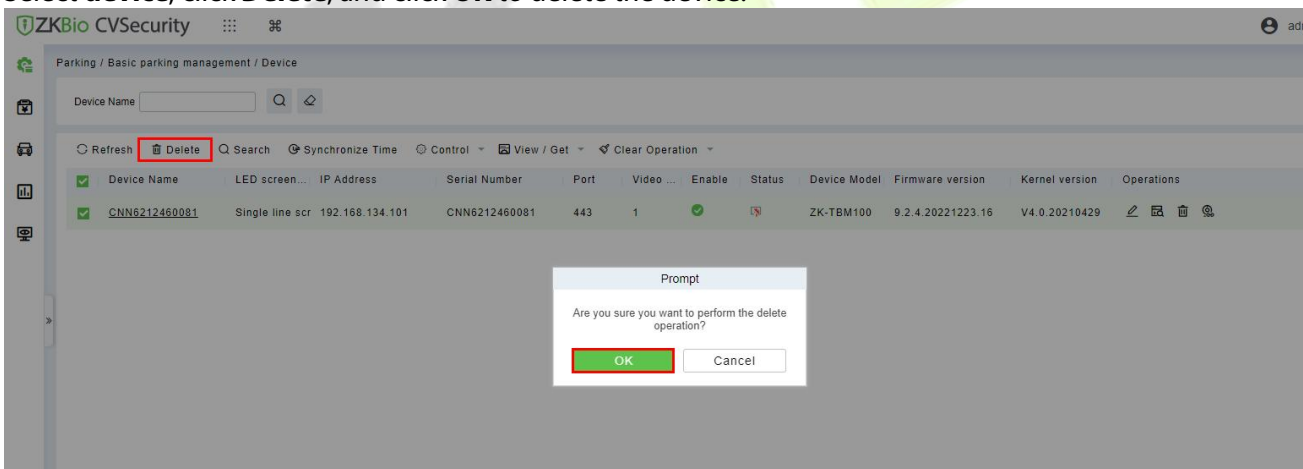 Select device, click Delete, and click OK to delete the device.
ZKBio CVSecurity
Parking / Basic parking management / Device
Device Name
Refresh Delete Search Synchronize Time Control View / Get Clear Operation
Device Name LED screen... IP Address Serial Number Port Video ... Enable Status Device Model Firmware version Kernel version Operations
CNN6212460081 Single line scr 192.168.134.101 CNN6212460081 443 1 ZK-TBM100 9.2.4.20221223.16 V4.0.20210429
Prompt
Are you sure you want to perform the delete
operation?
OK Cancel